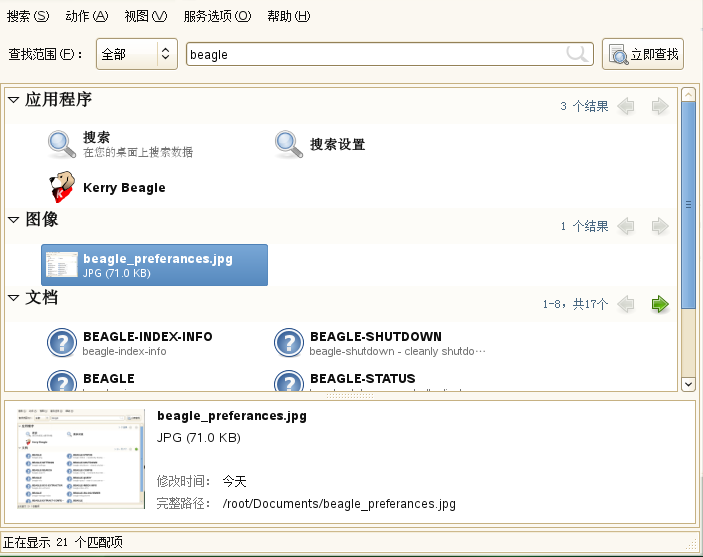 搜索(S) 动作(A) 视图(V) 服务选项(O) 帮助(H)
查找范围(F): 全部 beagle 立即查找
应用程序 3 个结果
搜索
在您的桌面上搜索数据
搜索设置
Kerry Beagle
图像 1 个结果
beagle_preferances.jpg
JPG (71.0 KB)
文档 1-8，共17个
BEAGLE-INDEX-INFO
beagle-index-info
BEAGLE-SHUTDOWN
beagle-shutdown - cleanly shutdo…
BEAGLE
BEAGLE-STATUS
beagle_preferances.jpg
JPG (71.0 KB)
修改时间: 今天
完整路径: /root/Documents/beagle_preferances.jpg
正在显示 21 个匹配项